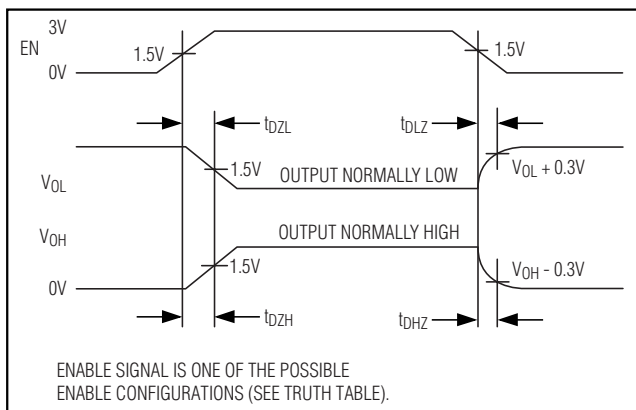 3V
EN
1.5V
1.5V
0V
tDZL
tDLZ
1.5V
OUTPUT NORMALLY LOW
VOL + 0.3V
VOL
VOH
OUTPUT NORMALLY HIGH
1.5V
VOH - 0.3V
0V
tDZH
tDHZ
ENABLE SIGNAL IS ONE OF THE POSSIBLE
ENABLE CONFIGURATIONS (SEE TRUTH TABLE).